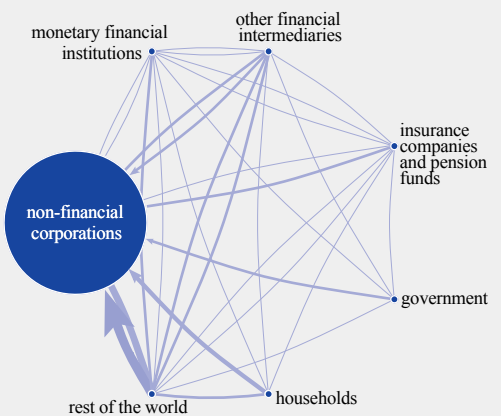 monetary financial
institutions
other financial
intermediaries
insurance
companies
and pension
funds
non-financial
corporations
government
households
rest of the world